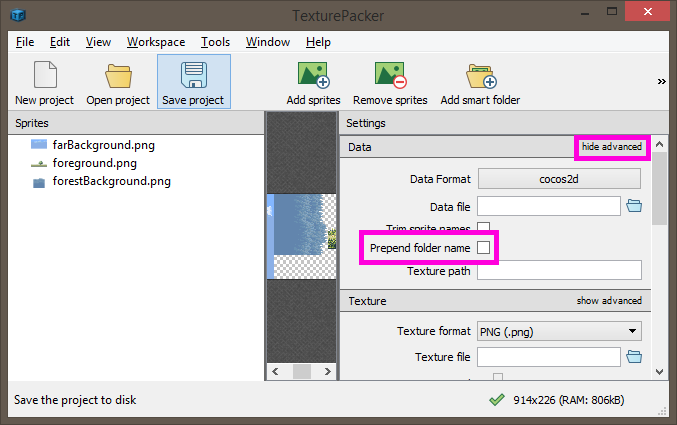 TexturePacker
File Edit View Workspace Tools Window Help
New project Open project Save project Add sprites Remove sprites Add smart folder »
Sprites
farBackground.png
foreground.png
forestBackground.png
Settings
Data hide advanced
Data Format cocos2d
Data file
Trim sprite names
Prepend folder name
Texture path
Texture show advanced
Texture format PNG (.png)
Texture file
Save the project to disk 914x226 (RAM: 806kB)